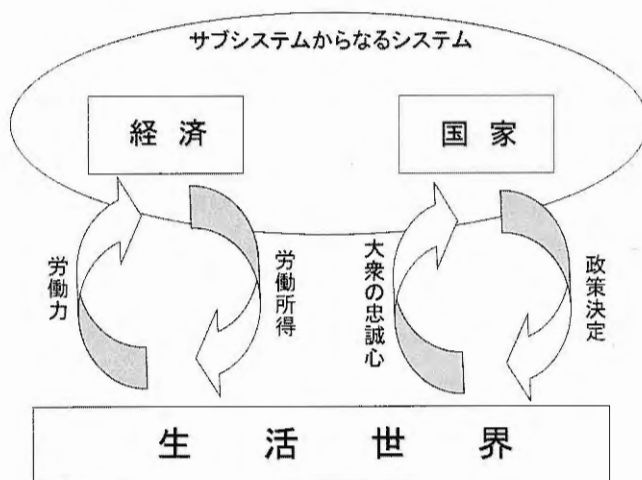 サブシステムからなるシステム
経済
国家
労働力
労働所得
大衆の忠誠心
政策決定
生活世界